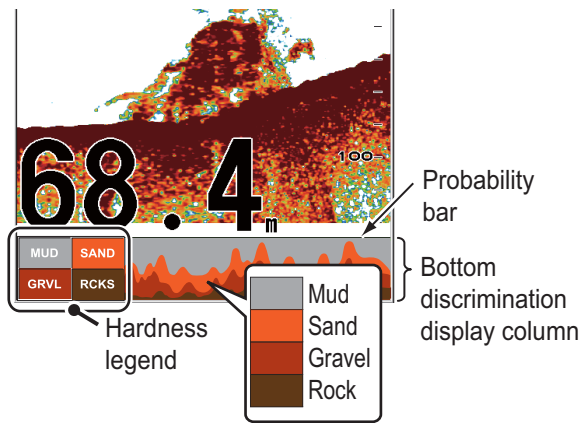 100
68.4m
Probability
bar
MUD SAND
GRVL RCKS
Bottom
discrimination
display column
Hardness
legend
Mud
Sand
Gravel
Rock